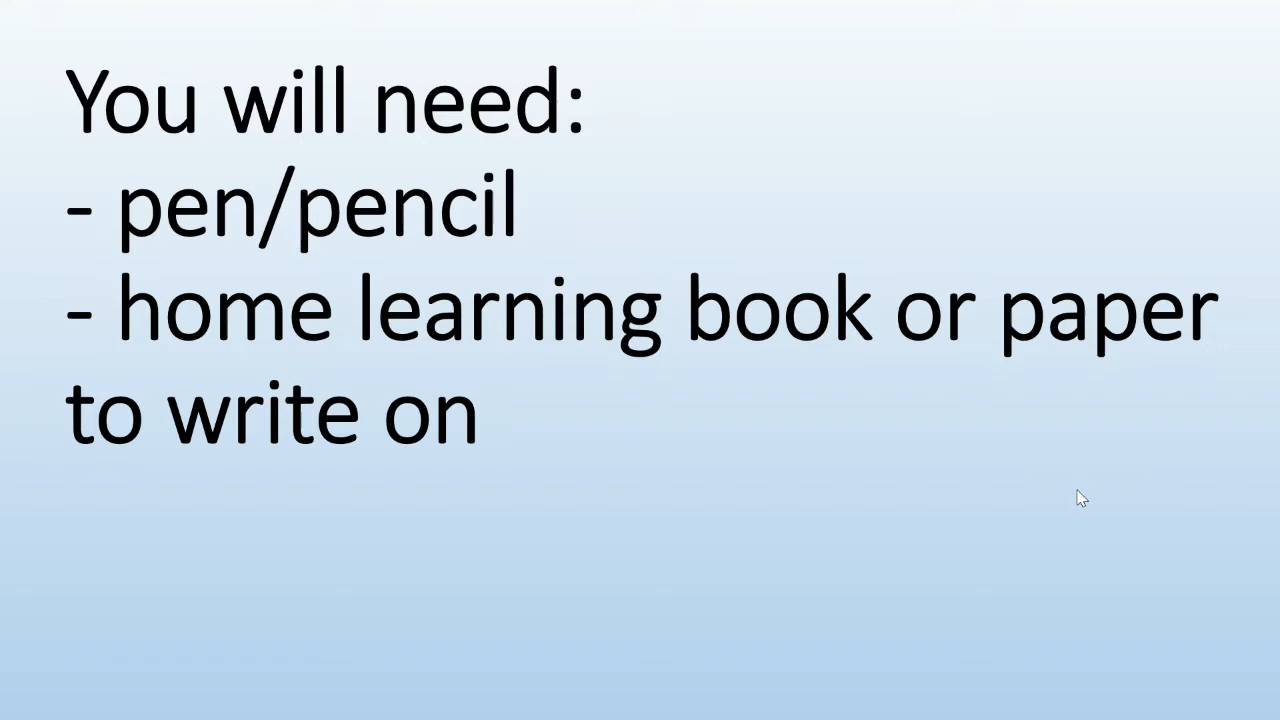 You will need:
- pen/pencil
- home learning book or paper
to write on